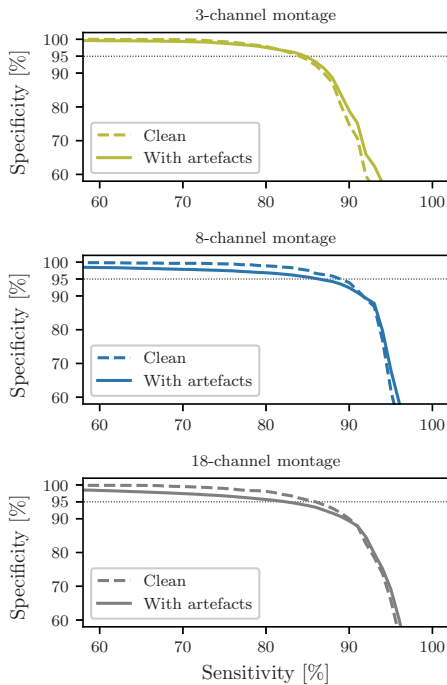 3-channel montage
Specificity [%]
100
95
90
80
70
60
Clean
With artefacts
60 70 80 90 100
8-channel montage
Specificity [%]
100
95
90
80
70
60
Clean
With artefacts
60 70 80 90 100
18-channel montage
Specificity [%]
100
95
90
80
70
60
Clean
With artefacts
60 70 80 90 100
Sensitivity [%]